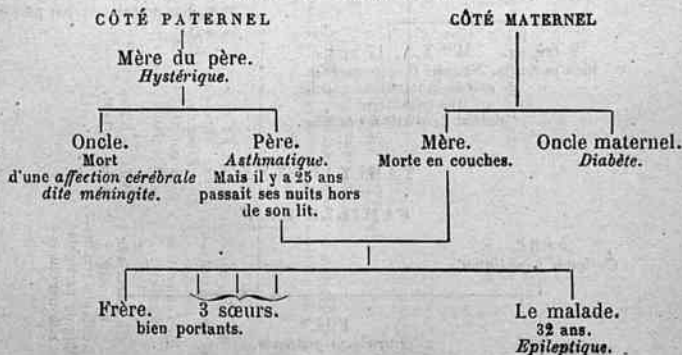 CÔTÉ PATERNEL
CÔTÉ MATERNEL
Mère du père.
Hystérique.
Oncle.
Mort
d'une affection cérébrale
dite méningite.
Père.
Asthmatique.
Mais il y a 25 ans
passait ses nuits hors
de son lit.
Mère.
Morte en couches.
Oncle maternel.
Diabète.
Frère.
3 sœurs.
bien portants.
Le malade.
32 ans.
Epileptique.